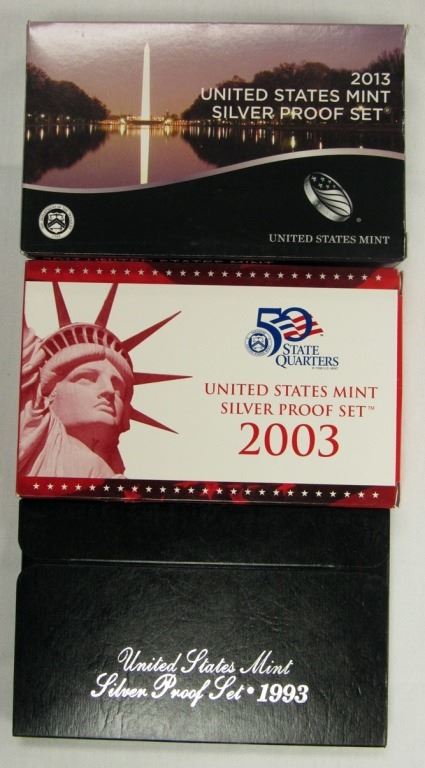 2013
UNITED STATES MINT
SILVER PROOF SET®
UNITED STATES MINT
50
STATE
QUARTERS
UNITED STATES MINT
SILVER PROOF SET™
2003
United States Mint
Silver Proof Set • 1993